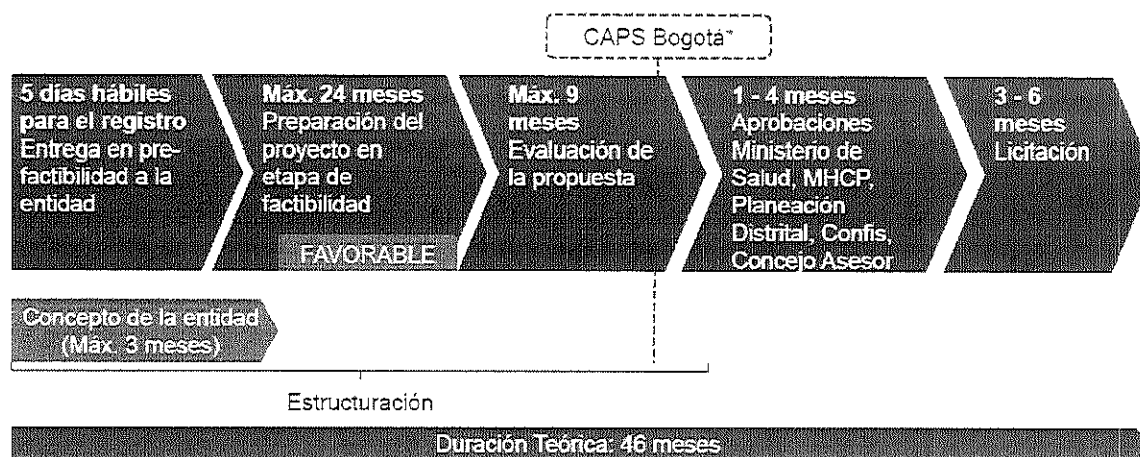 CAPS Bogotá*
5 días hábiles
para el registro
Entrega en pre-
factibilidad a la
entidad
Máx. 24 meses
Preparación del
proyecto en
etapa de
factibilidad
FAVORABLE
Máx. 9
meses
Evaluación de
la propuesta
1 - 4 meses
Aprobaciones
Ministerio de
Salud, MHCP,
Planeación
Distrital, Confis,
Concejo Asesor
3 - 6
meses
Licitación
Concepto de la entidad
(Máx. 3 meses)
Estructuración
Duración Teórica: 46 meses